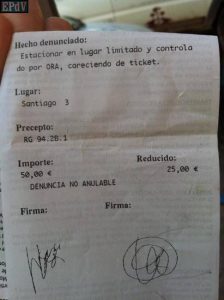 EPdV
Hecho denunciado:
Estacionar en lugar limitado y controla
do por ORA, careciendo de ticket.
Lugar:
Santiago 3
Precepto:
RG 94.2B.1
Importe: Reducido:
50,00 € 25,00 €
DENUNCIA NO ANULABLE
Firma: Firma: